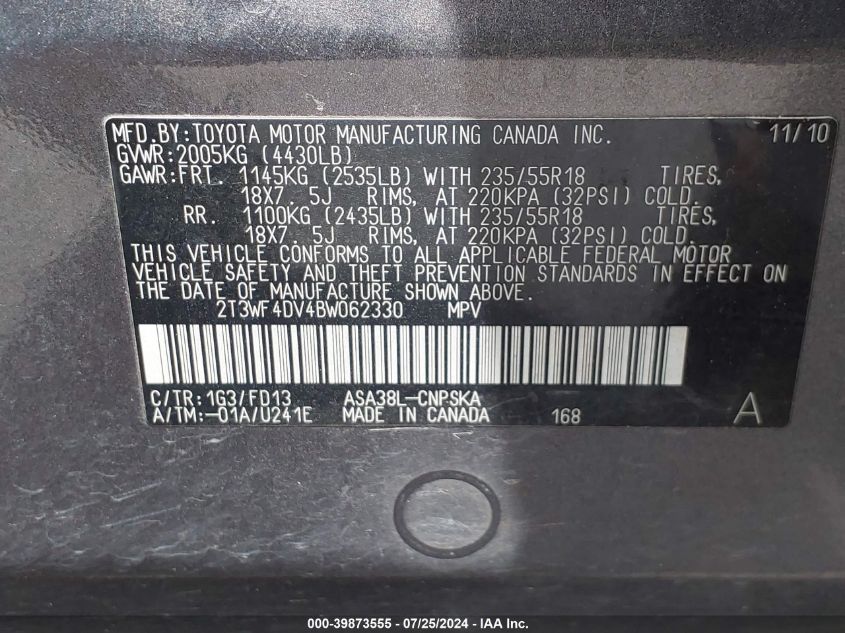 MFD. BY: TOYOTA MOTOR MANUFACTURING CANADA INC. 11/10
GVWR: 2005KG (4430LB)
GAWR: FRT. 1145KG (2535LB) WITH 235/55R18 TIRES,
18X7. 5J RIMS, AT 220KPA (32PSI) COLD.
RR. 1100KG (2435LB) WITH 235/55R18 TIRES,
18X7. 5J RIMS, AT 220KPA (32PSI) COLD.
THIS VEHICLE CONFORMS TO ALL APPLICABLE FEDERAL MOTOR
VEHICLE SAFETY AND THEFT PREVENTION STANDARDS IN EFFECT ON
THE DATE OF MANUFACTURE SHOWN ABOVE.
2T3WF4DV4BW062330 MPV
C/TR: 1G3/FD13 ASA38L-CNPSKA
A/TM:-01A/U241E MADE IN CANADA 168 A
000-39873555 / 07/25/2024 - IAA Inc.